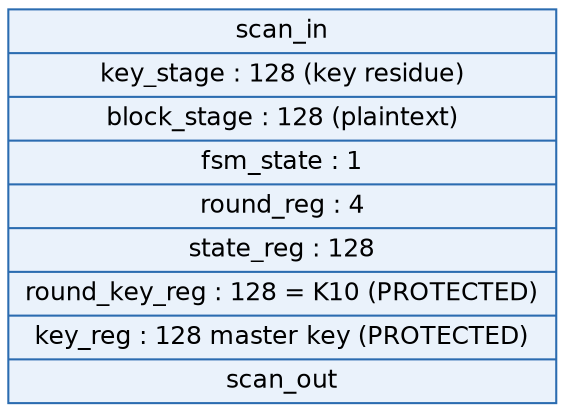 scan_in
key_stage : 128 (key residue)
block_stage : 128 (plaintext)
fsm_state : 1
round_reg : 4
state_reg : 128
round_key_reg : 128 = K10 (PROTECTED)
key_reg : 128 master key (PROTECTED)
scan_out